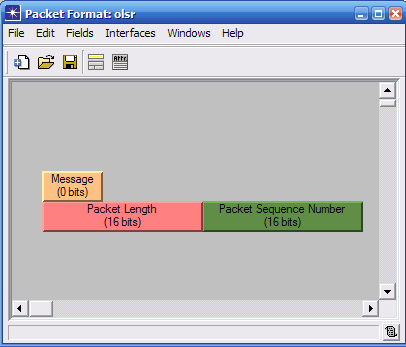 Packet Format: olsr
File Edit Fields Interfaces Windows Help
Attr
Message
(0 bits)
Packet Length
(16 bits)
Packet Sequence Number
(16 bits)